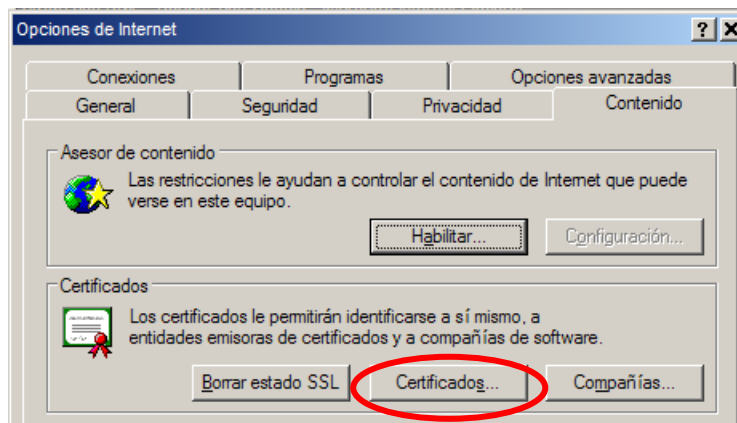 Opciones de Internet
Conexiones Programas Opciones avanzadas
General Seguridad Privacidad Contenido
Asesor de contenido
Las restricciones le ayudan a controlar el contenido de Internet que puede
verse en este equipo.
Habilitar... Configuración...
Certificados
Los certificados le permitirán identificarse a sí mismo, a
entidades emisoras de certificados y a compañías de software.
Borrar estado SSL Certificados... Compañías...